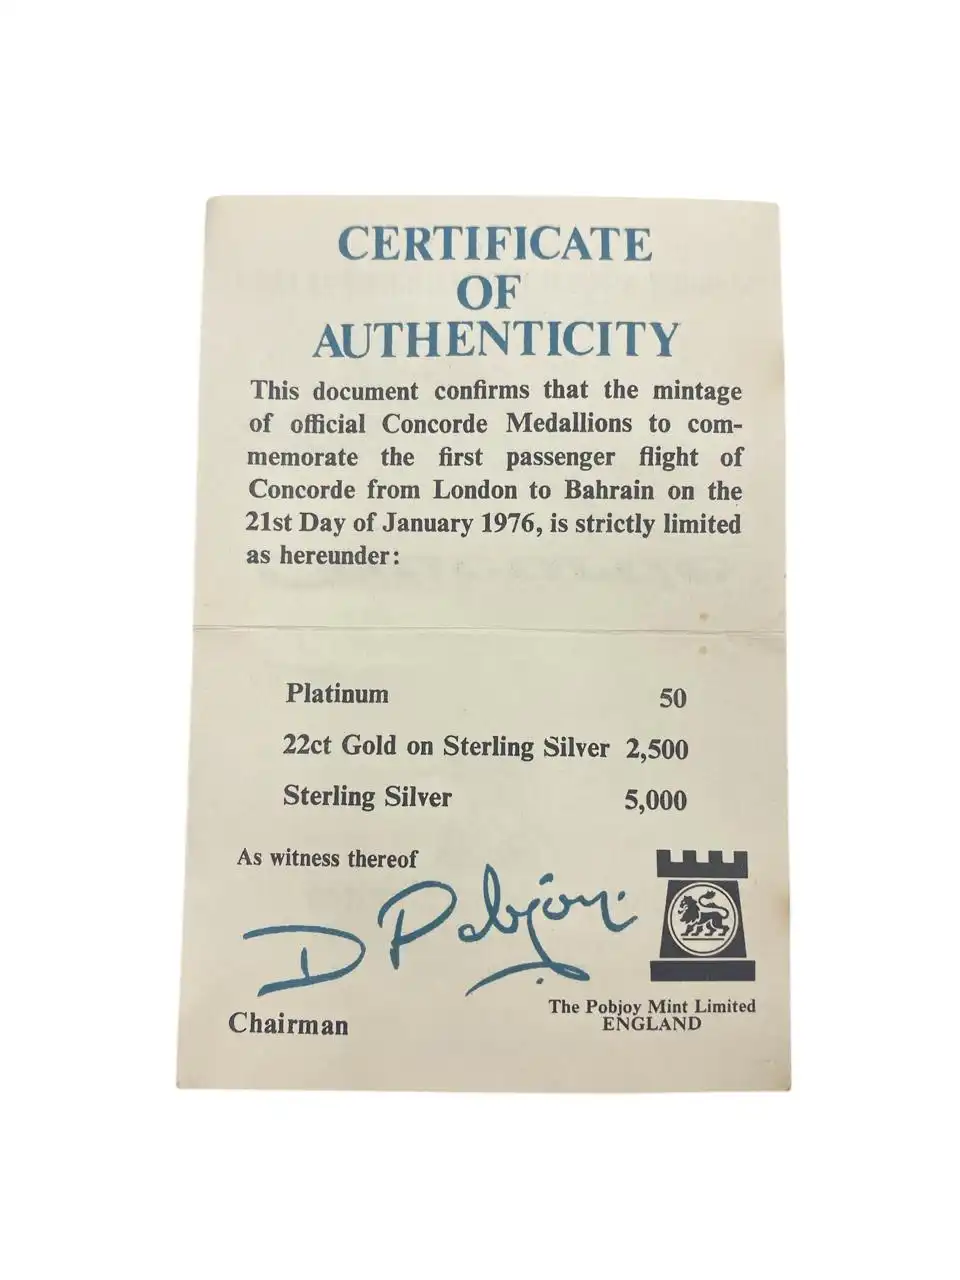 CERTIFICATE
OF
AUTHENTICITY
This document confirms that the mintage
of official Concorde Medallions to com-
memorate the first passenger flight of
Concorde from London to Bahrain on the
21st Day of January 1976, is strictly limited
as hereunder:
Platinum 50
22ct Gold on Sterling Silver 2,500
Sterling Silver 5,000
As witness thereof
D Pobjoy.
Chairman
The Pobjoy Mint Limited
ENGLAND